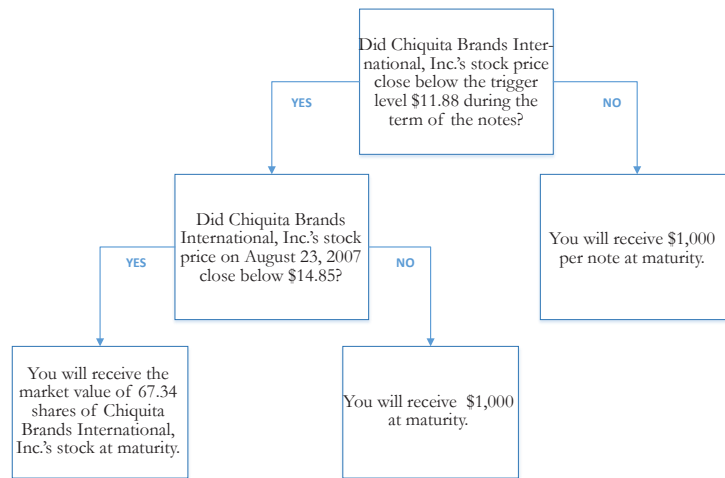 Did Chiquita Brands Inter-
national, Inc.'s stock price
close below the trigger
level $11.88 during the
term of the notes?
YES
NO
Did Chiquita Brands
International, Inc.'s stock
price on August 23, 2007
close below $14.85?
You will receive $1,000
per note at maturity.
YES
NO
You will receive the
market value of 67.34
shares of Chiquita
Brands International,
Inc.'s stock at maturity.
You will receive $1,000
at maturity.